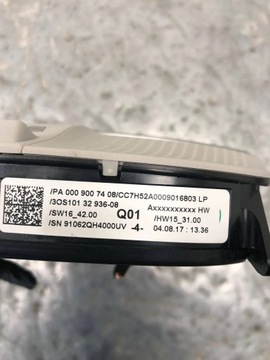 /PA 000 900 74 08/CC7H52A0009016803 LP
/3OS101 32 936-08 Axxxxxxxxxx HW
/SW16_42.00 Q01 /HW15_31.00
/SN 91062QH4000UV -4- 04.08.17 : 13.36